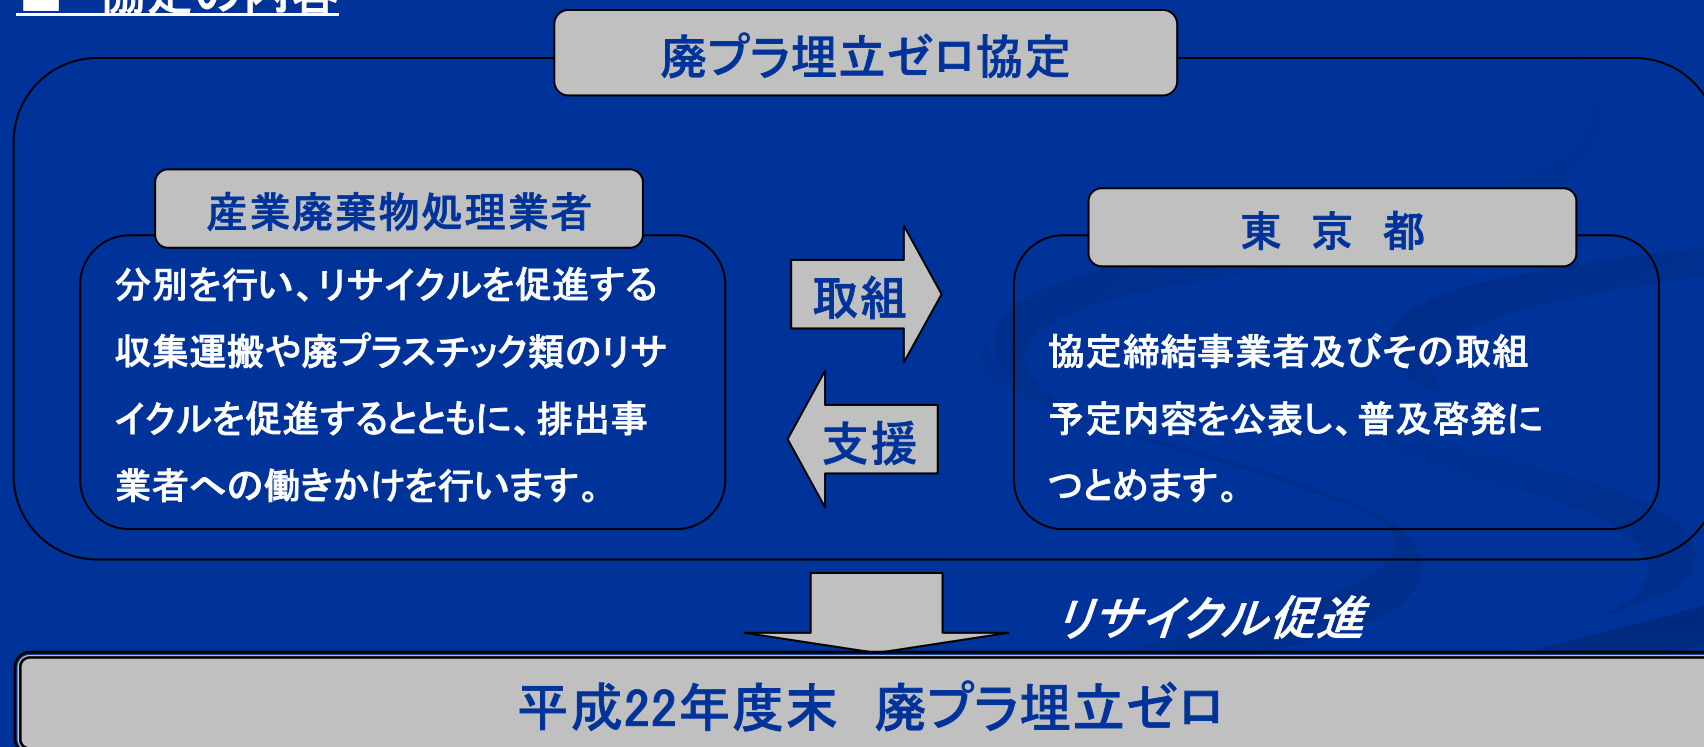 ■ 協定の内容
廃プラ埋立ゼロ協定
産業廃棄物処理業者
分別を行い、リサイクルを促進する
収集運搬や廃プラスチック類のリサ
イクルを促進するとともに、排出事
業者への働きかけを行います。
取組
支援
東 京 都
協定締結事業者及びその取組
予定内容を公表し、普及啓発に
つとめます。
リサイクル促進
平成22年度末 廃プラ埋立ゼロ